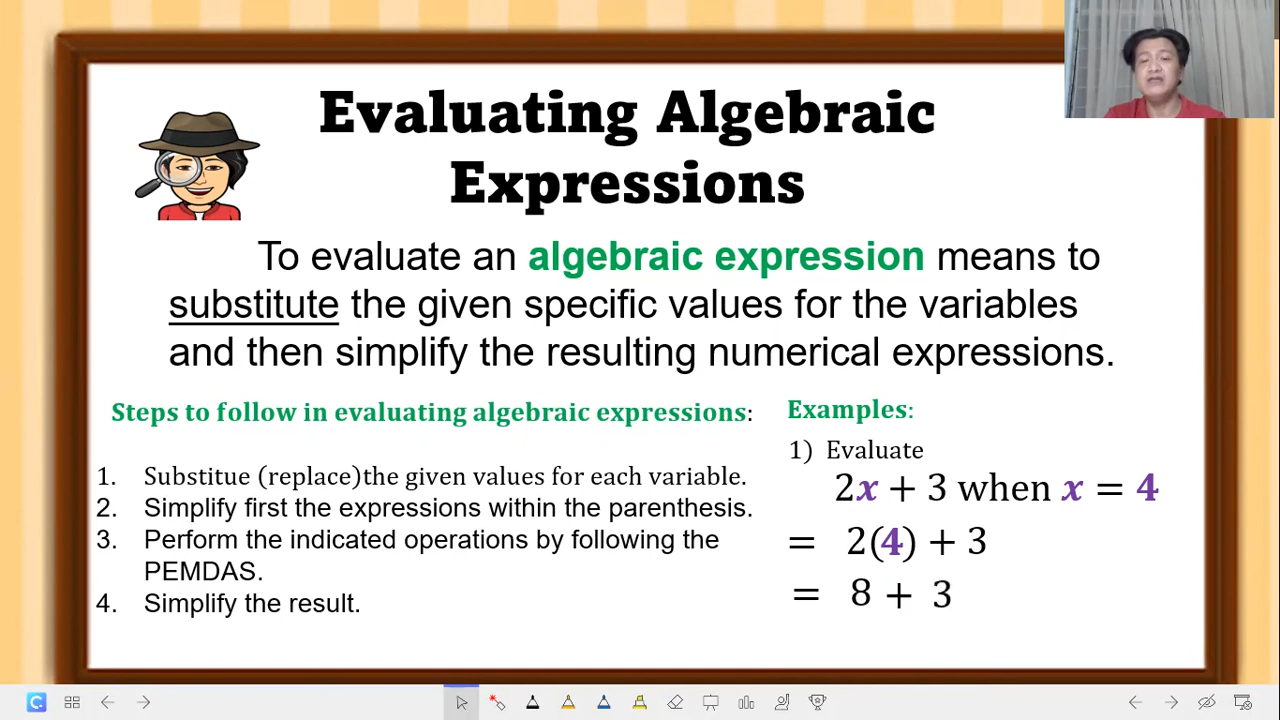 Evaluating Algebraic
Expressions
To evaluate an algebraic expression means to
substitute the given specific values for the variables
and then simplify the resulting numerical expressions.
Steps to follow in evaluating algebraic expressions:
1. Substitue (replace)the given values for each variable.
2. Simplify first the expressions within the parenthesis.
3. Perform the indicated operations by following the
PEMDAS.
4. Simplify the result.
Examples:
1) Evaluate
2x + 3 when x = 4
= 2(4) + 3
= 8 + 3